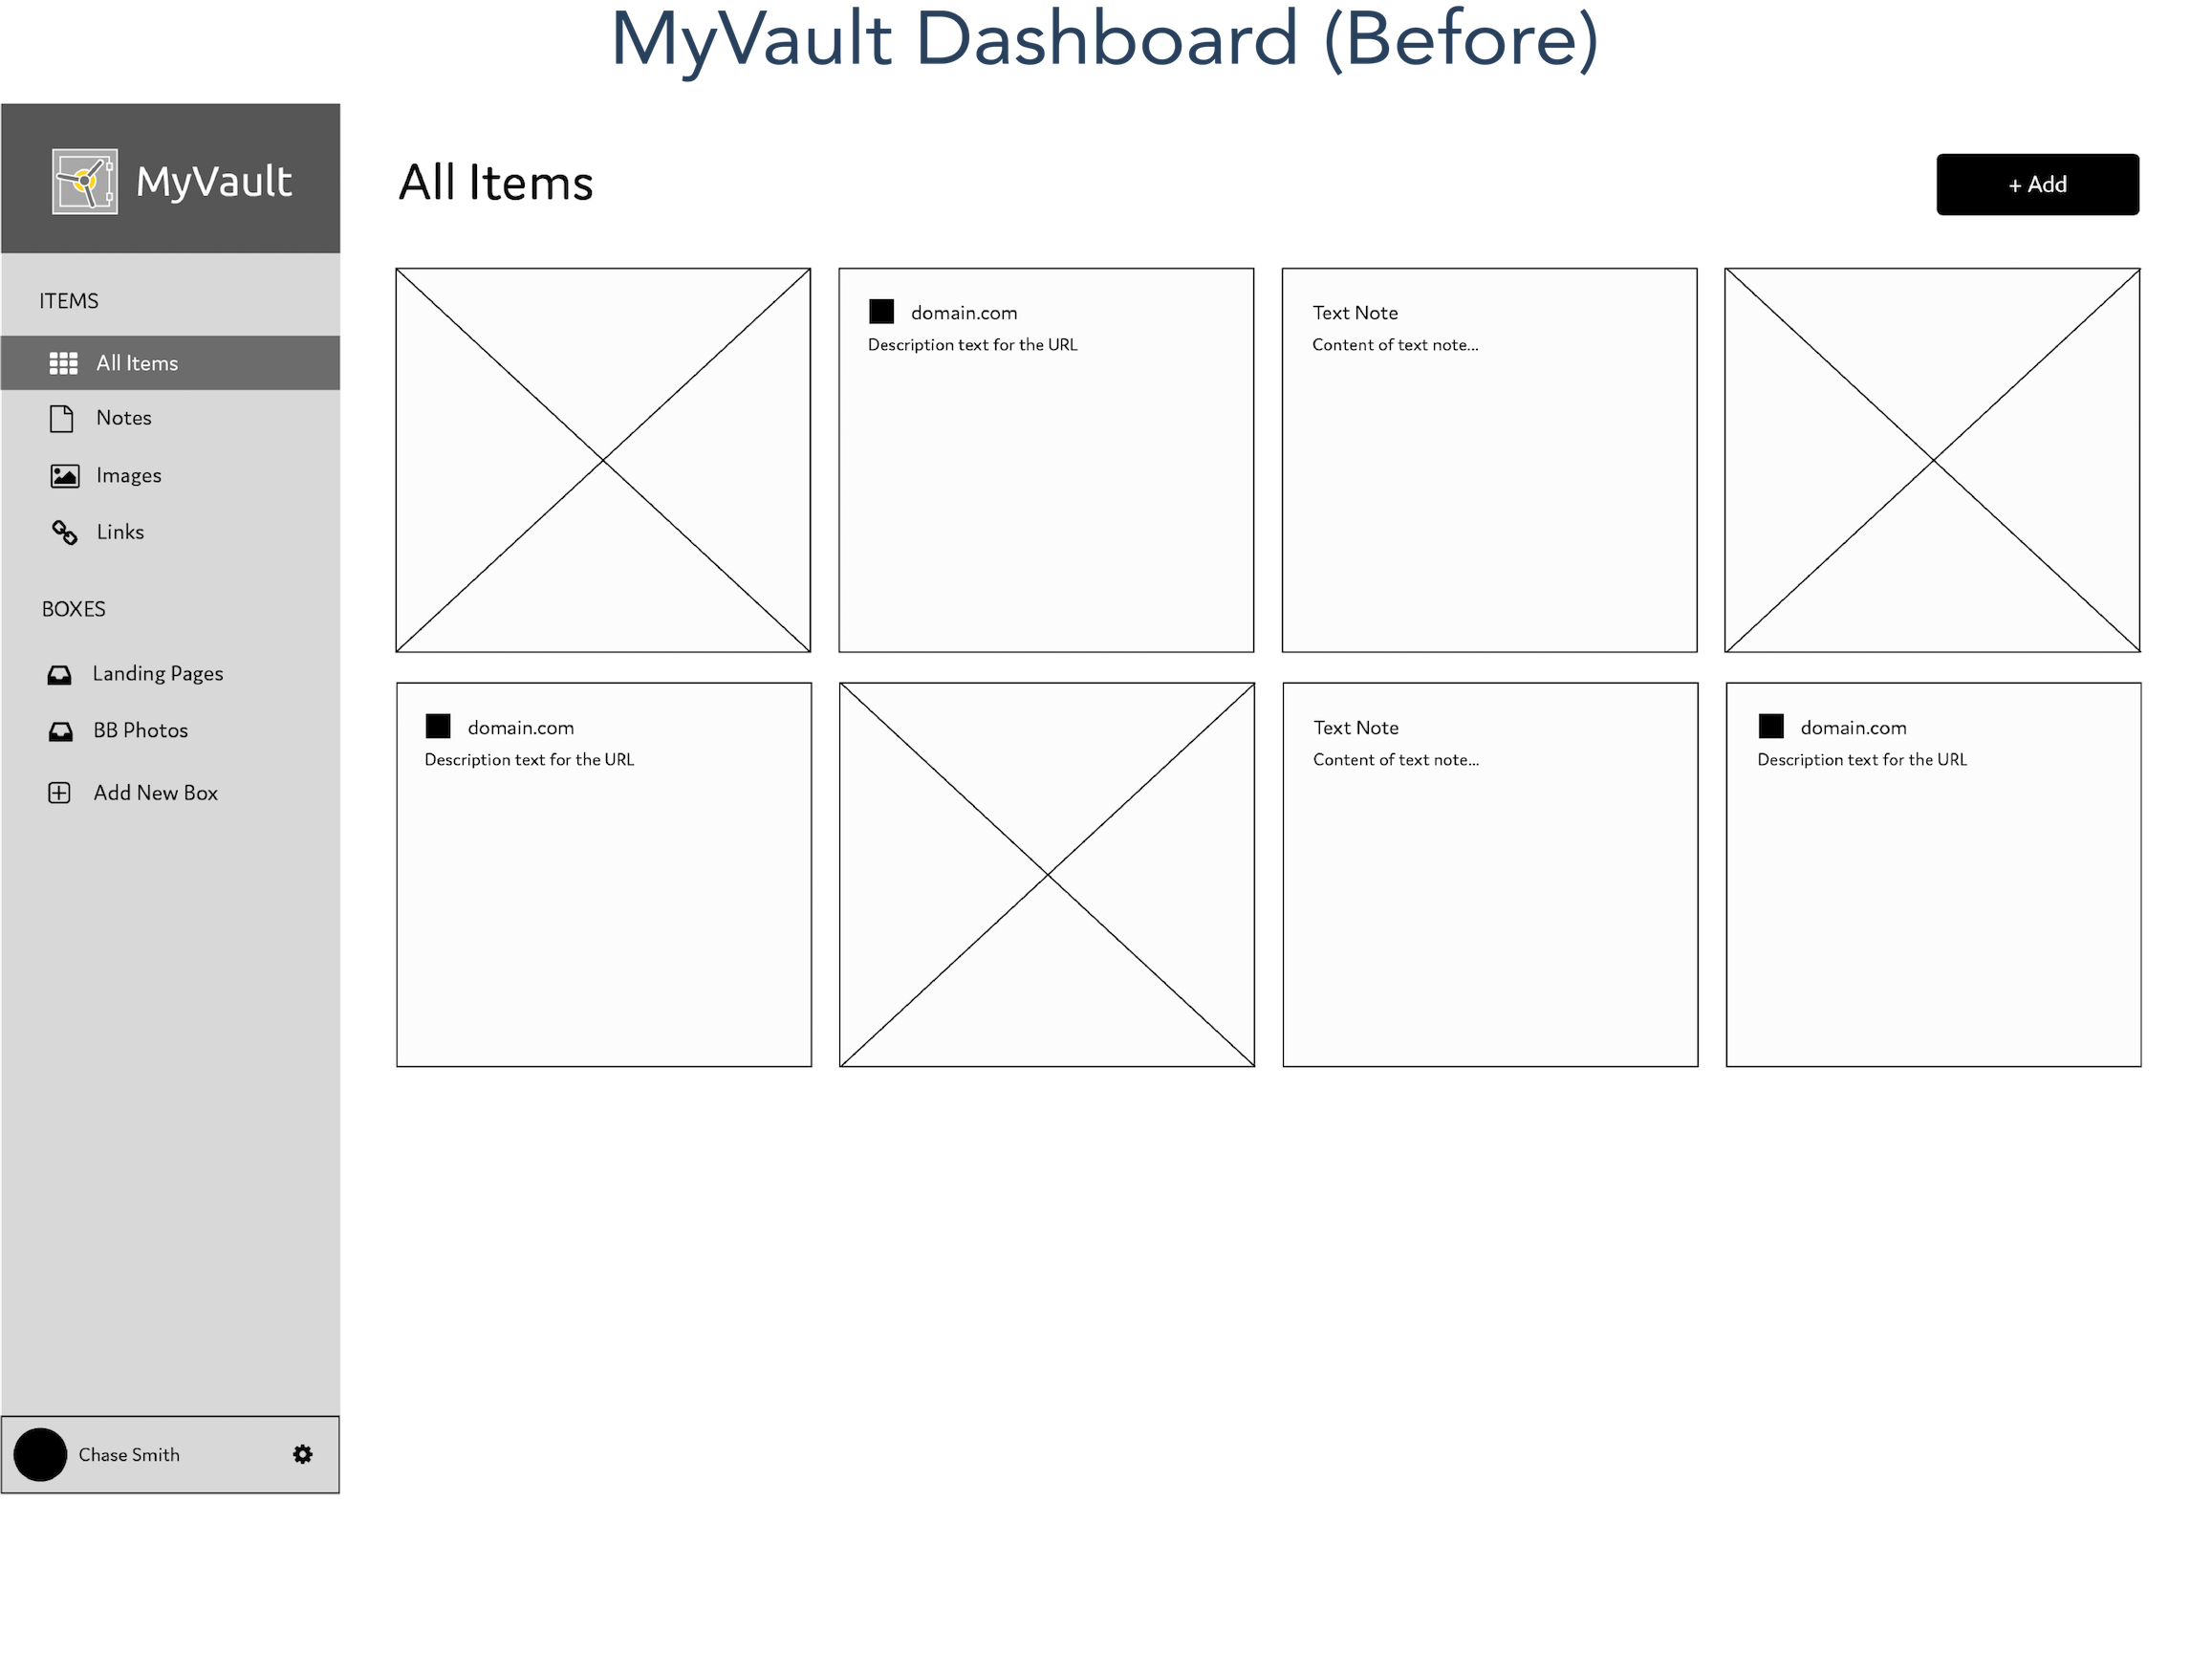 MyVault Dashboard (Before)
MyVault
ITEMS
All Items
Notes
Images
Links
BOXES
Landing Pages
BB Photos
Add New Box
Chase Smith
All Items
+ Add
domain.com
Description text for the URL
Text Note
Content of text note...
domain.com
Description text for the URL
Text Note
Content of text note...
domain.com
Description text for the URL